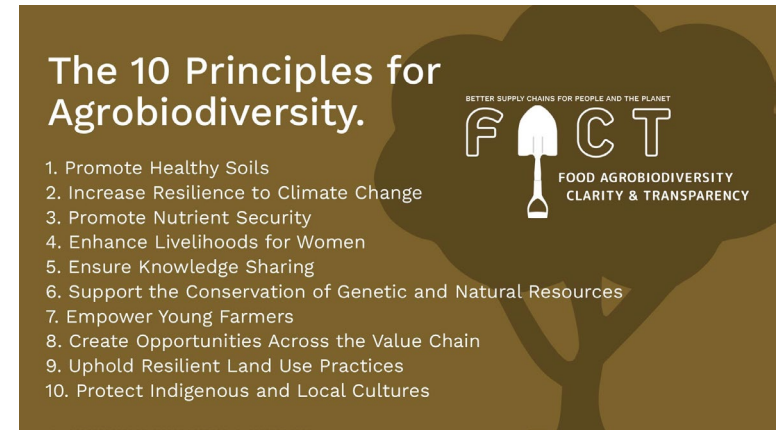 The 10 Principles for
Agrobiodiversity.
BETTER SUPPLY CHAINS FOR PEOPLE AND THE PLANET
F CT
FOOD AGROBIODIVERSITY
CLARITY & TRANSPARENCY
1. Promote Healthy Soils
2. Increase Resilience to Climate Change
3. Promote Nutrient Security
4. Enhance Livelihoods for Women
5. Ensure Knowledge Sharing
6. Support the Conservation of Genetic and Natural Resources
7. Empower Young Farmers
8. Create Opportunities Across the Value Chain
9. Uphold Resilient Land Use Practices
10. Protect Indigenous and Local Cultures